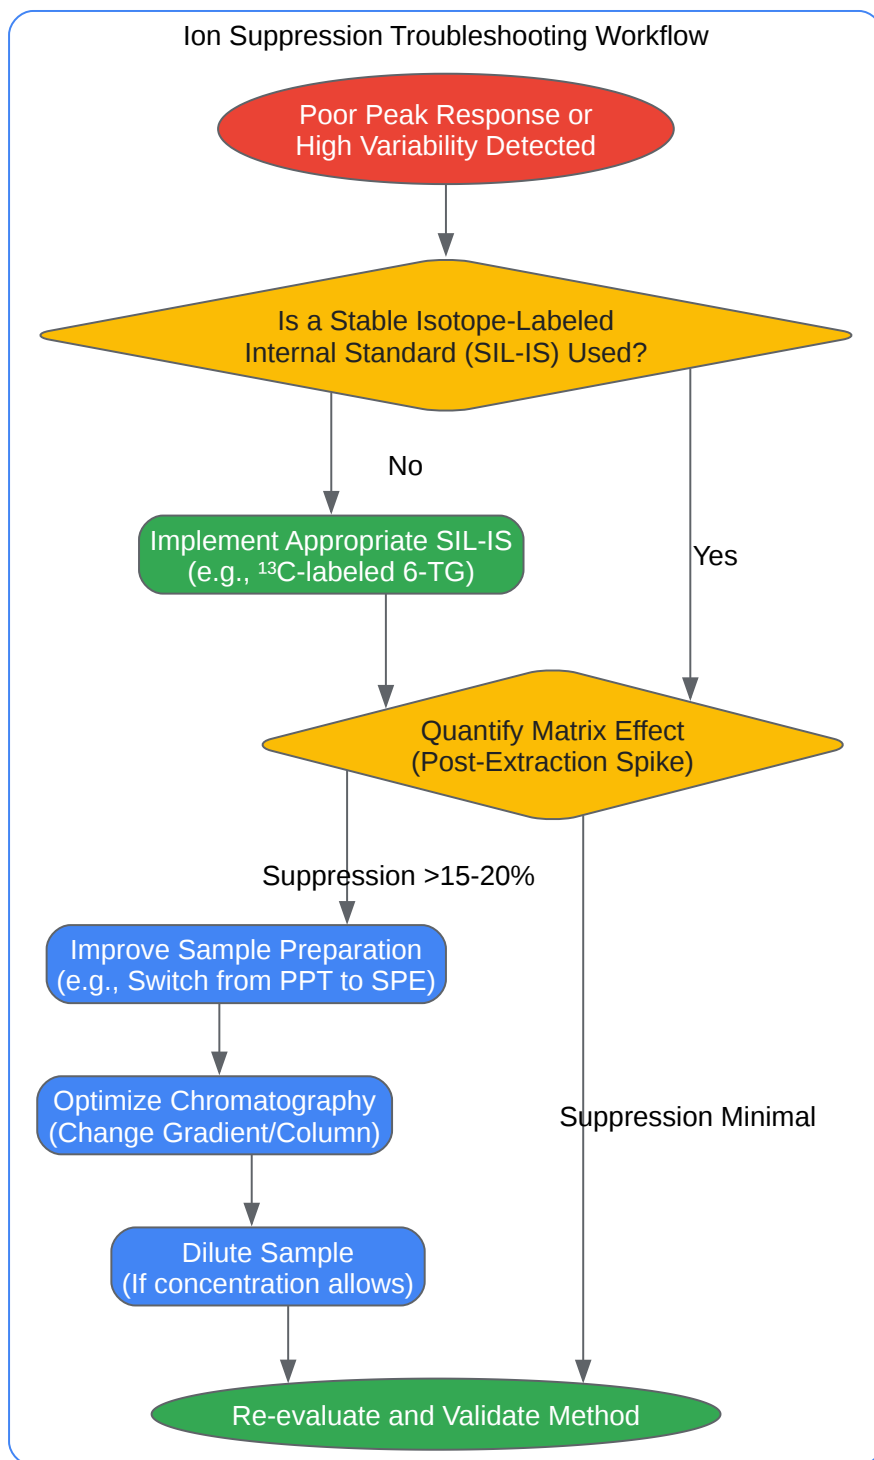 Ion Suppression Troubleshooting Workflow
Poor Peak Response or
High Variability Detected
Is a Stable Isotope-Labeled
Internal Standard (SIL-IS) Used?
No
Implement Appropriate SIL-IS
(e.g., ¹³C-labeled 6-TG)
Yes
Quantify Matrix Effect
(Post-Extraction Spike)
Suppression >15-20%
Improve Sample Preparation
(e.g., Switch from PPT to SPE)
Optimize Chromatography
(Change Gradient/Column)
Suppression Minimal
Dilute Sample
(If concentration allows)
Re-evaluate and Validate Method